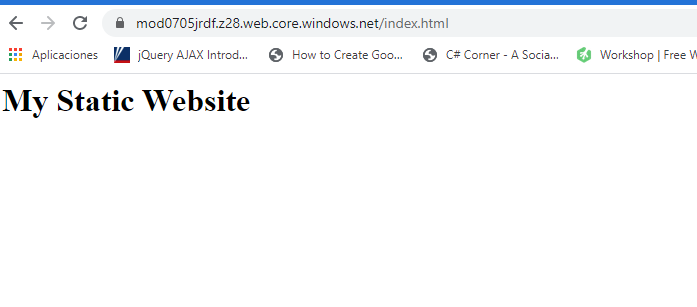 mod0705jrdf.z28.web.core.windows.net/index.html
Aplicaciones jQuery AJAX Introd... How to Create Goo... C# Corner - A Socia... Workshop | Free W
My Static Website